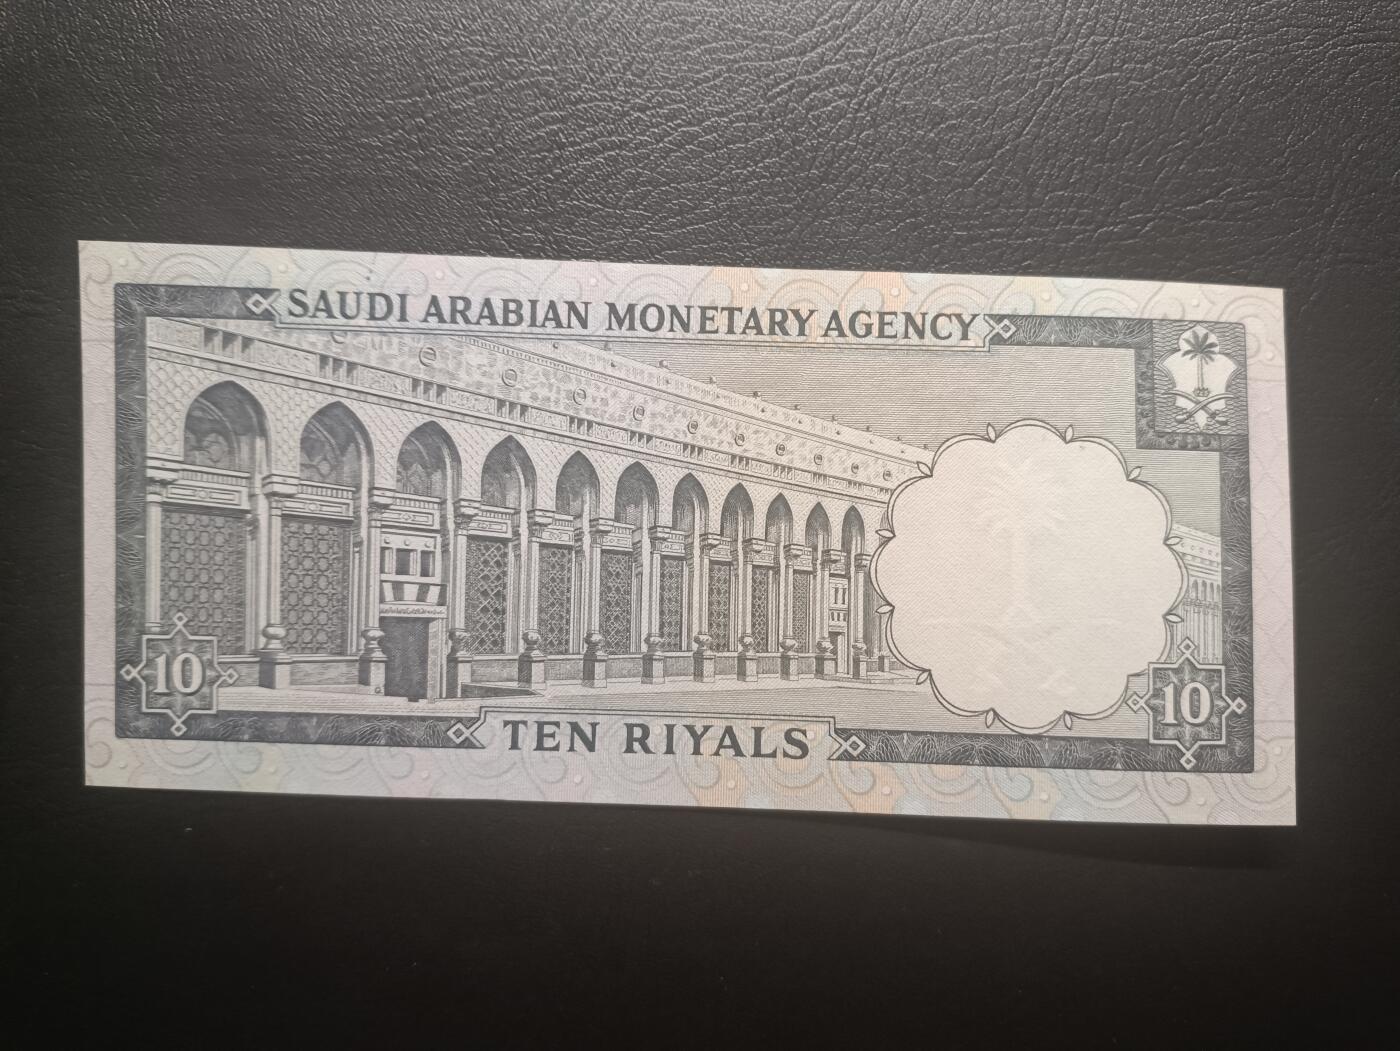 SAUDI ARABIAN MONETARY AGENCY
10
TEN RIYALS
10